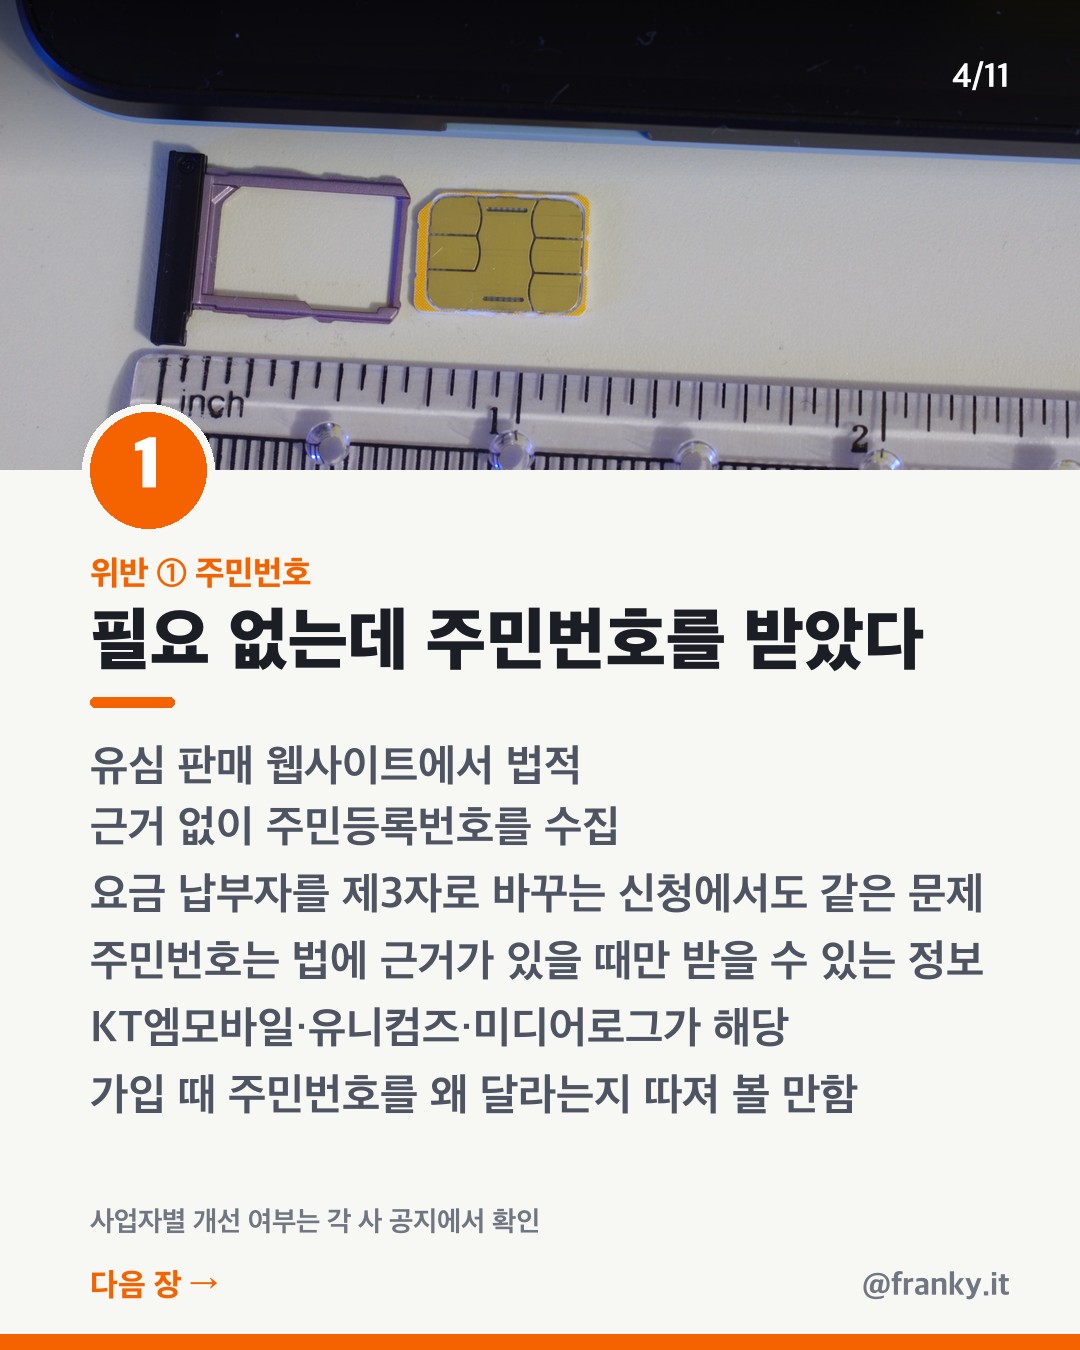 4/11
inch
1
2
1
위반 ① 주민번호
필요 없는데 주민번호를 받았다
유심 판매 웹사이트에서 법적
근거 없이 주민등록번호를 수집
요금 납부자를 제3자로 바꾸는 신청에서도 같은 문제
주민번호는 법에 근거가 있을 때만 받을 수 있는 정보
KT엠모바일·유니컴즈·미디어로그가 해당
가입 때 주민번호를 왜 달라는지 따져 볼 만함
사업자별 개선 여부는 각 사 공지에서 확인
다음 장 →
@franky.it